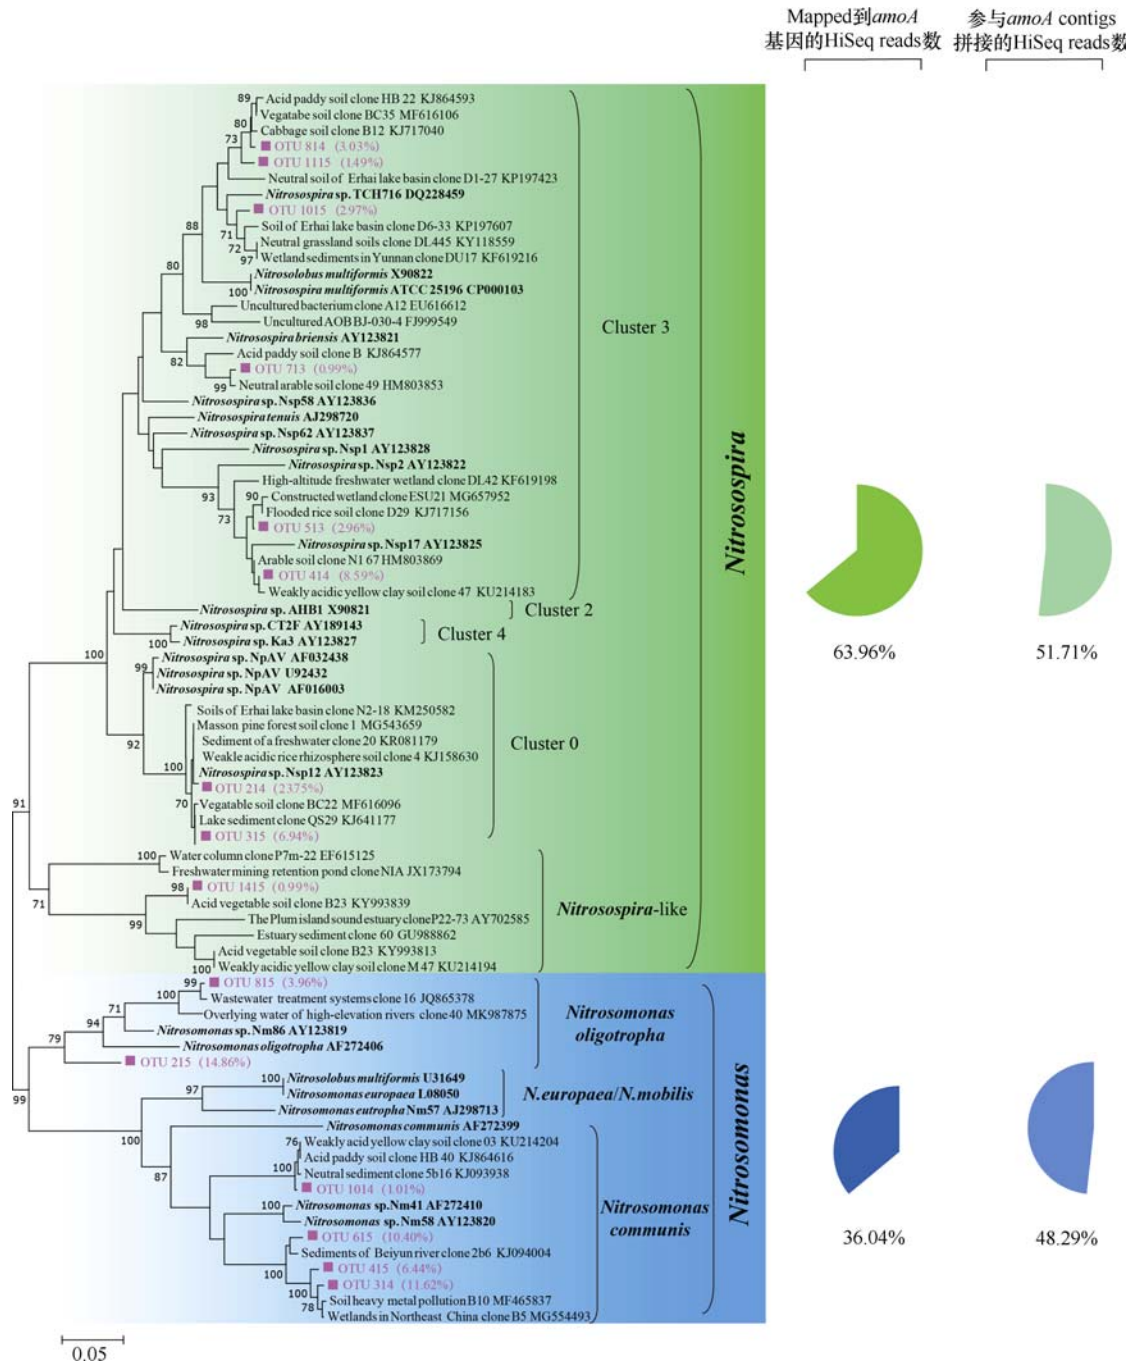 Mapped到amoA
基因的HiSeq reads数
参与amoA contigs
拼接的HiSeq reads数
Acid paddy soil clone HB 22 KJ864593
Vegatabe soil clone BC35 MF616106
Cabbage soil clone B12 KJ717040
OTU 814 (3.03%)
OTU 1115 (1.49%)
Neutral soil of Erhai lake basin clone D1-27 KP197423
Nitrosospira sp. TCH716 DQ228459
OTU 1015 (2.97%)
Soil of Erhai lake basin clone D6-33 KP197607
Neutral grassland soils clone DL445 KY118559
Wetland sediments in Yunnan clone DU17 KF619216
Nitrosolobus multiformis X90822
Nitrosospira multiformis ATCC 25196 CP000103
Uncultured bacterium clone A12 EU616612
Uncultured AOB BJ-030-4 FJ999549
Nitrosospira briensis AY123821
Acid paddy soil clone B KJ864577
OTU 713 (0.99%)
Neutral arable soil clone 49 HM803853
Nitrosospira sp. Nsp58 AY123836
Nitrosospira tenuis AJ298720
Nitrosospira sp. Nsp62 AY123837
Nitrosospira sp. Nsp1 AY123828
Nitrosospira sp. Nsp2 AY123822
High-altitude freshwater wetland clone DL42 KF619198
Constructed wetland clone ESU21 MG657952
Flooded rice soil clone D29 KJ717156
OTU 513 (2.96%)
Nitrosospira sp. Nsp17 AY123825
Arable soil clone N1 67 HM803869
OTU 414 (8.59%)
Weakly acidic yellow clay soil clone 47 KU214183
Nitrosospira sp. AHB1 X90821
Nitrosospira sp. CT2F AY189143
Nitrosospira sp. Ka3 AY123827
Nitrosospira sp. NpAV AF032438
Nitrosospira sp. NpAV U92432
Nitrosospira sp. NpAV AF016003
Soils of Erhai lake basin clone N2-18 KM250582
Masson pine forest soil clone 1 MG543659
Sediment of a freshwater clone 20 KR081179
Weakle acidic rice rhizosphere soil clone 4 KJ158630
Nitrosospira sp. Nsp12 AY123823
OTU 214 (23.75%)
Vegatable soil clone BC22 MF616096
Lake sediment clone QS29 KJ641177
OTU 315 (6.94%)
Water column clone P7m-22 EF615125
Freshwater mining retention pond clone NIA JX173794
OTU 1415 (0.99%)
Acid vegetable soil clone B23 KY993839
The Plum island sound estuary clone P22-73 AY702585
Estuary sediment clone 60 GU988862
Acid vegetable soil clone B23 KY993813
Weakly acidic yellow clay soil clone M 47 KU214194
OTU 815 (3.96%)
Wastewater treatment systems clone 16 JQ865378
Overlying water of high-elevation rivers clone 40 MK987875
Nitrosomonas sp. Nm86 AY123819
Nitrosomonas oligotropha AF272406
OTU 215 (14.86%)
Nitrosolobus multiformis U31649
Nitrosomonas europaea L08050
Nitrosomonas eutropha Nm57 AJ298713
Nitrosomonas communis AF272399
Weakly acid yellow clay soil clone 03 KU214204
Acid paddy soil clone HB 40 KJ864616
Neutral sediment clone 5b16 KJ093938
OTU 1014 (1.01%)
Nitrosomonas sp.Nm41 AF272410
Nitrosomonas sp. Nm58 AY123820
OTU 615 (10.40%)
Sediments of Beiyun river clone 2b6 KJ094004
OTU 415 (6.44%)
OTU 314 (11.62%)
Soil heavy metal pollution B10 MF465837
Wetlands in Northeast China clone B5 MG554493
89
80
73
88
71
72
97
100
80
98
82
99
93
90
73
100
100
99
92
100
70
91
100
71
98
99
100
99
100
71
94
79
99
100
97
100
87
76
100
100
100
100
78
Cluster 3
Cluster 2
Cluster 4
Cluster 0
Nitrosospira-like
Nitrosospira
Nitrosomonas
oligotropha
N.europaea/N.mobilis
Nitrosomonas
communis
Nitrosomonas
63.96%
51.71%
36.04%
48.29%
0.05